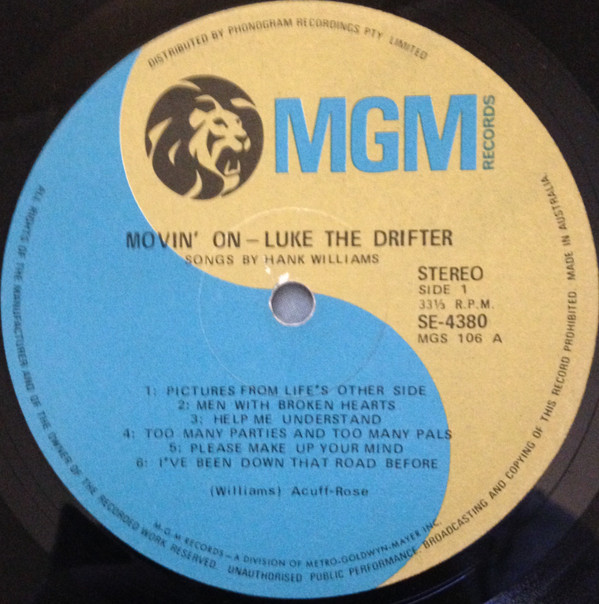 DISTRIBUTED BY PHONOGRAM RECORDINGS PTY. LIMITED
MGM
RECORDS
MOVIN' ON – LUKE THE DRIFTER
SONGS BY HANK WILLIAMS
STEREO
SIDE 1
33⅓ R.P.M.
SE-4380
MGS 106 A
1: PICTURES FROM LIFE'S OTHER SIDE
2: MEN WITH BROKEN HEARTS
3: HELP ME UNDERSTAND
4: TOO MANY PARTIES AND TOO MANY PALS
5: PLEASE MAKE UP YOUR MIND
6: I'VE BEEN DOWN THAT ROAD BEFORE
(Williams) Acuff-Rose
M-G-M RECORDS – A DIVISION OF METRO-GOLDWYN-MAYER INC.
ALL RIGHTS OF THE MANUFACTURER AND OF THE OWNER OF THE RECORDED WORK RESERVED. UNAUTHORISED PUBLIC PERFORMANCE BROADCASTING AND COPYING OF THIS RECORD PROHIBITED. MADE IN AUSTRALIA.